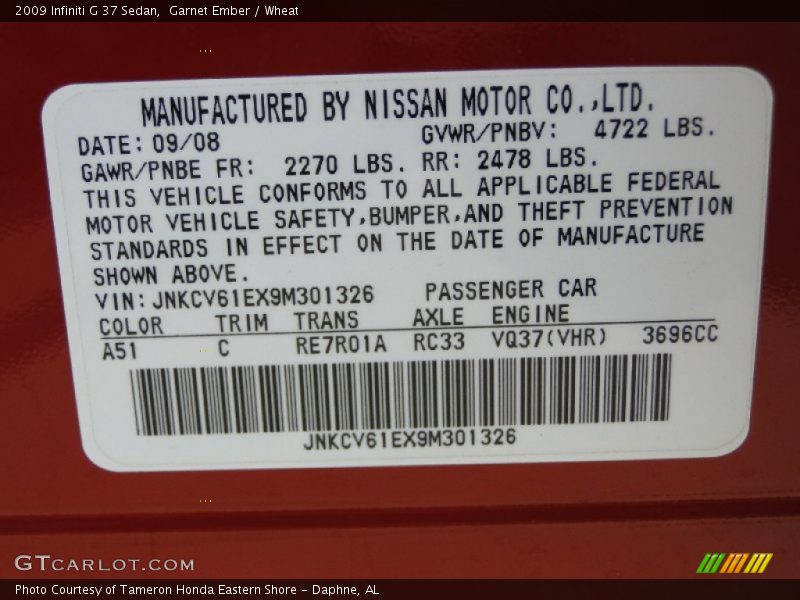 2009 Infiniti G 37 Sedan,  Garnet Ember / Wheat
MANUFACTURED BY NISSAN MOTOR CO.,LTD.
DATE: 09/08 GVWR/PNBV: 4722 LBS.
GAWR/PNBE FR: 2270 LBS. RR: 2478 LBS.
THIS VEHICLE CONFORMS TO ALL APPLICABLE FEDERAL
MOTOR VEHICLE SAFETY,BUMPER,AND THEFT PREVENTION
STANDARDS IN EFFECT ON THE DATE OF MANUFACTURE
SHOWN ABOVE.
VIN: JNKCV61EX9M301326 PASSENGER CAR
COLOR TRIM TRANS AXLE ENGINE
A51 C RE7R01A RC33 VQ37(VHR) 3696CC
JNKCV61EX9M301326
GTCARLOT.COM
Photo Courtesy of Tameron Honda Eastern Shore - Daphne, AL